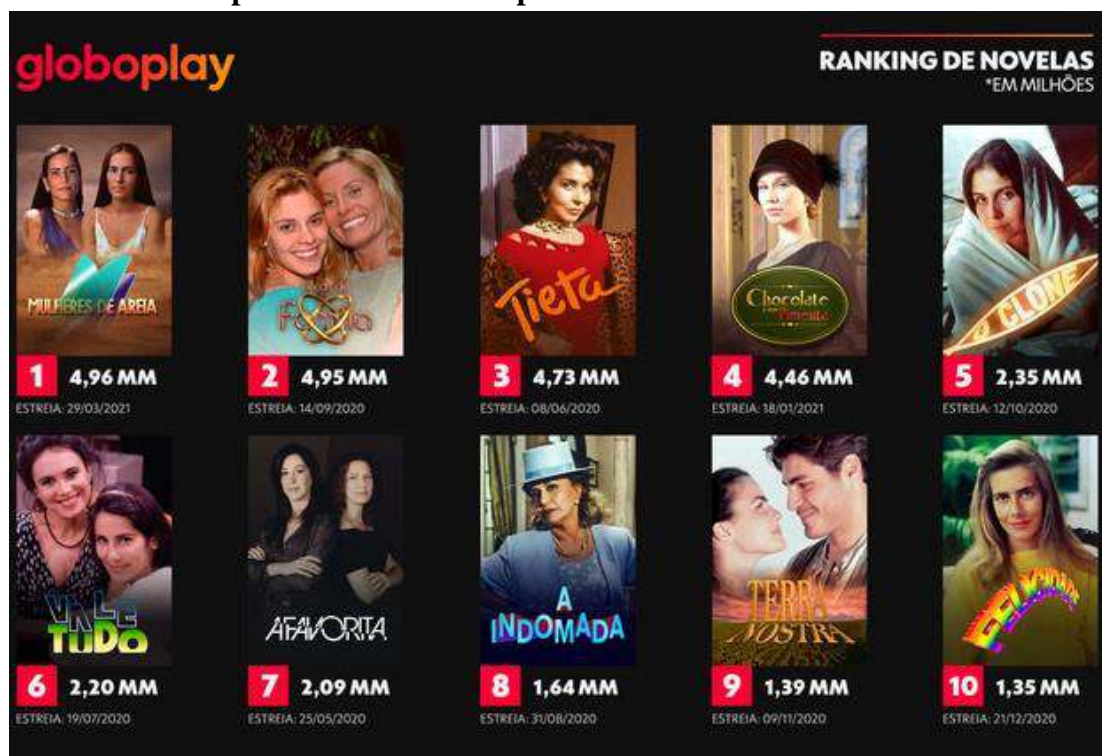 globoplay
RANKING DE NOVELAS
*EM MILHÕES
MULHERES DE AREIA
Família
Tieta
Chocolate
com Pimenta
O CLONE
1 4,96 MM
2 4,95 MM
3 4,73 MM
4 4,46 MM
5 2,35 MM
ESTREIA: 29/03/2021
ESTREIA: 14/09/2020
ESTREIA: 08/06/2020
ESTREIA: 18/01/2021
ESTREIA: 12/10/2020
VALE
TUDO
A FAVORITA
A
INDOMADA
TERRA
NOSTRA
FELICIDADE
6 2,20 MM
7 2,09 MM
8 1,64 MM
9 1,39 MM
10 1,35 MM
ESTREIA: 19/07/2020
ESTREIA: 25/05/2020
ESTREIA: 31/08/2020
ESTREIA: 09/11/2020
ESTREIA: 21/12/2020